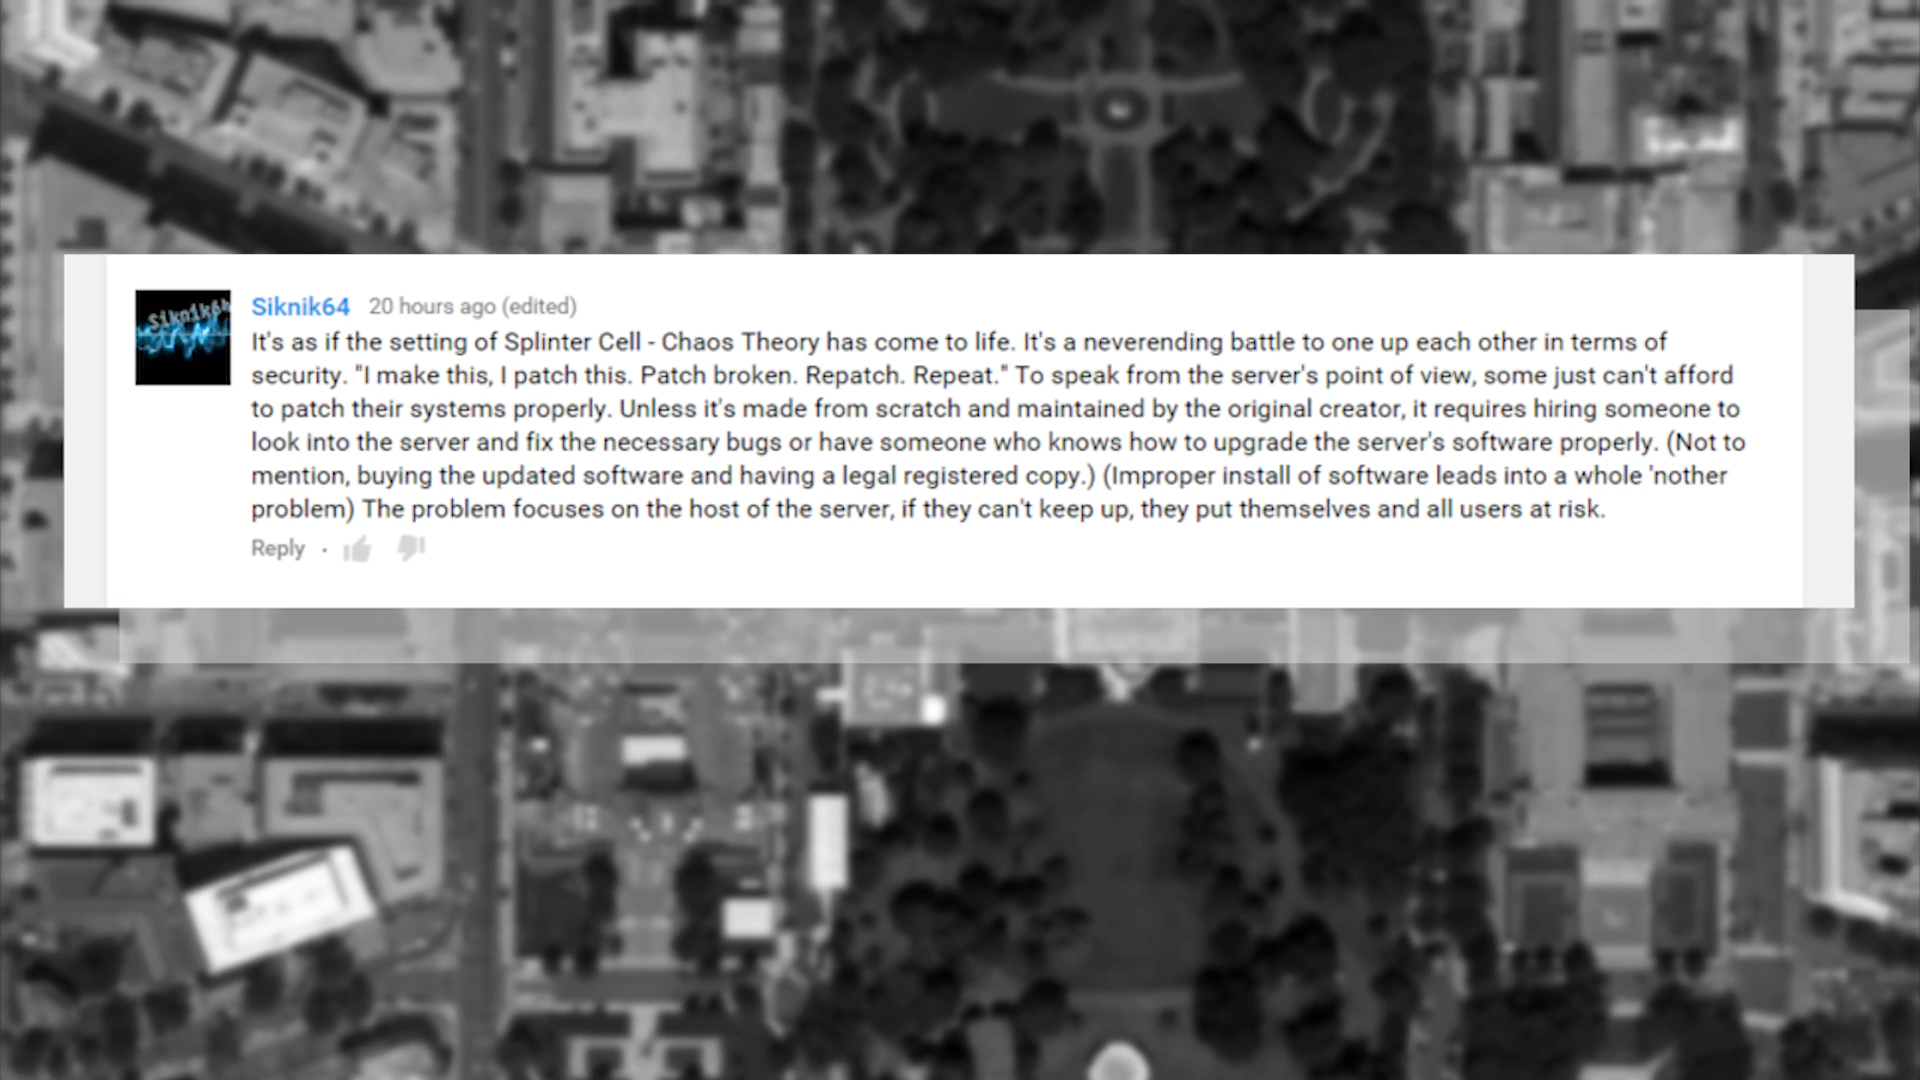 Siknik64
Siknik64 20 hours ago (edited)
It's as if the setting of Splinter Cell - Chaos Theory has come to life. It's a neverending battle to one up each other in terms of
security. "I make this, I patch this. Patch broken. Repatch. Repeat." To speak from the server's point of view, some just can't afford
to patch their systems properly. Unless it's made from scratch and maintained by the original creator, it requires hiring someone to
look into the server and fix the necessary bugs or have someone who knows how to upgrade the server's software properly. (Not to
mention, buying the updated software and having a legal registered copy.) (Improper install of software leads into a whole 'nother
problem) The problem focuses on the host of the server, if they can't keep up, they put themselves and all users at risk.
Reply ·